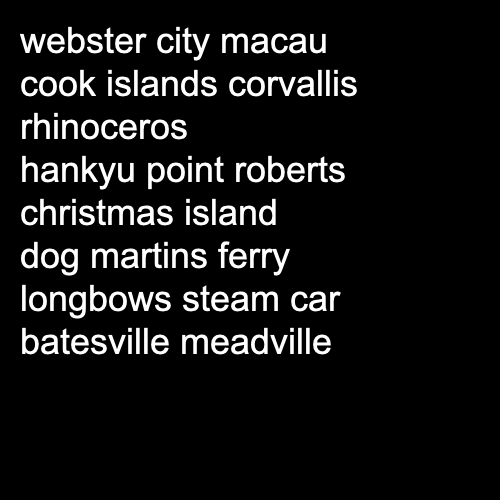 webster city macau
cook islands corvallis
rhinoceros
hankyu point roberts
christmas island
dog martins ferry
longbows steam car
batesville meadville